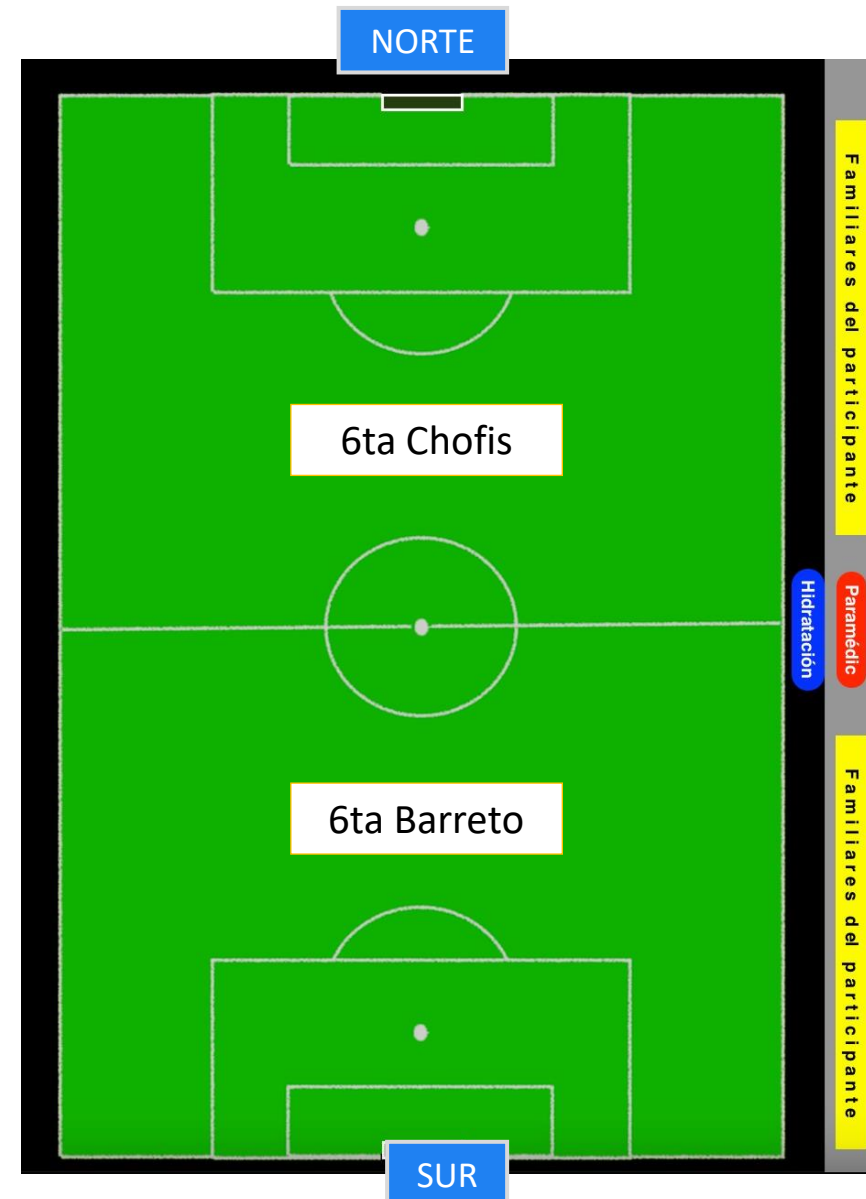 NORTE
Familiares del participante
6ta Chofis
Hidratación
Paramédic
6ta Barreto
Familiares del participante
SUR